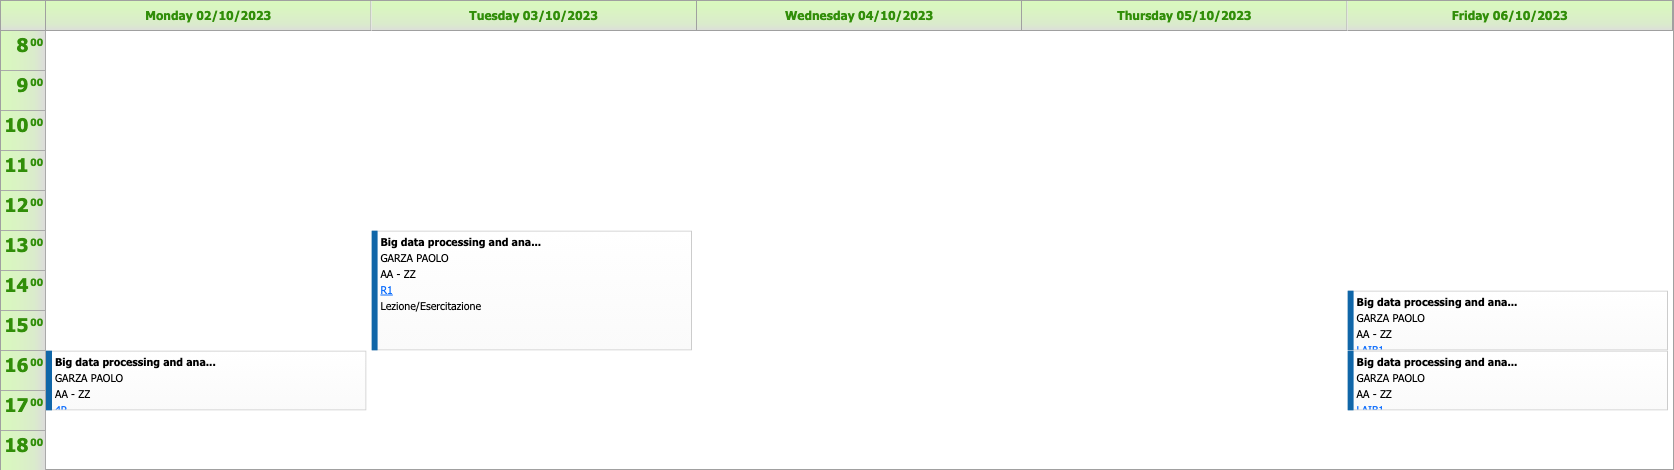 Monday 02/10/2023
Tuesday 03/10/2023
Wednesday 04/10/2023
Thursday 05/10/2023
Friday 06/10/2023
8 00
9 00
10 00
11 00
12 00
13 00
14 00
15 00
16 00
17 00
18 00
Big data processing and ana...
GARZA PAOLO
AA - ZZ
Big data processing and ana...
GARZA PAOLO
AA - ZZ
R1
Lezione/Esercitazione
Big data processing and ana...
GARZA PAOLO
AA - ZZ
Big data processing and ana...
GARZA PAOLO
AA - ZZ